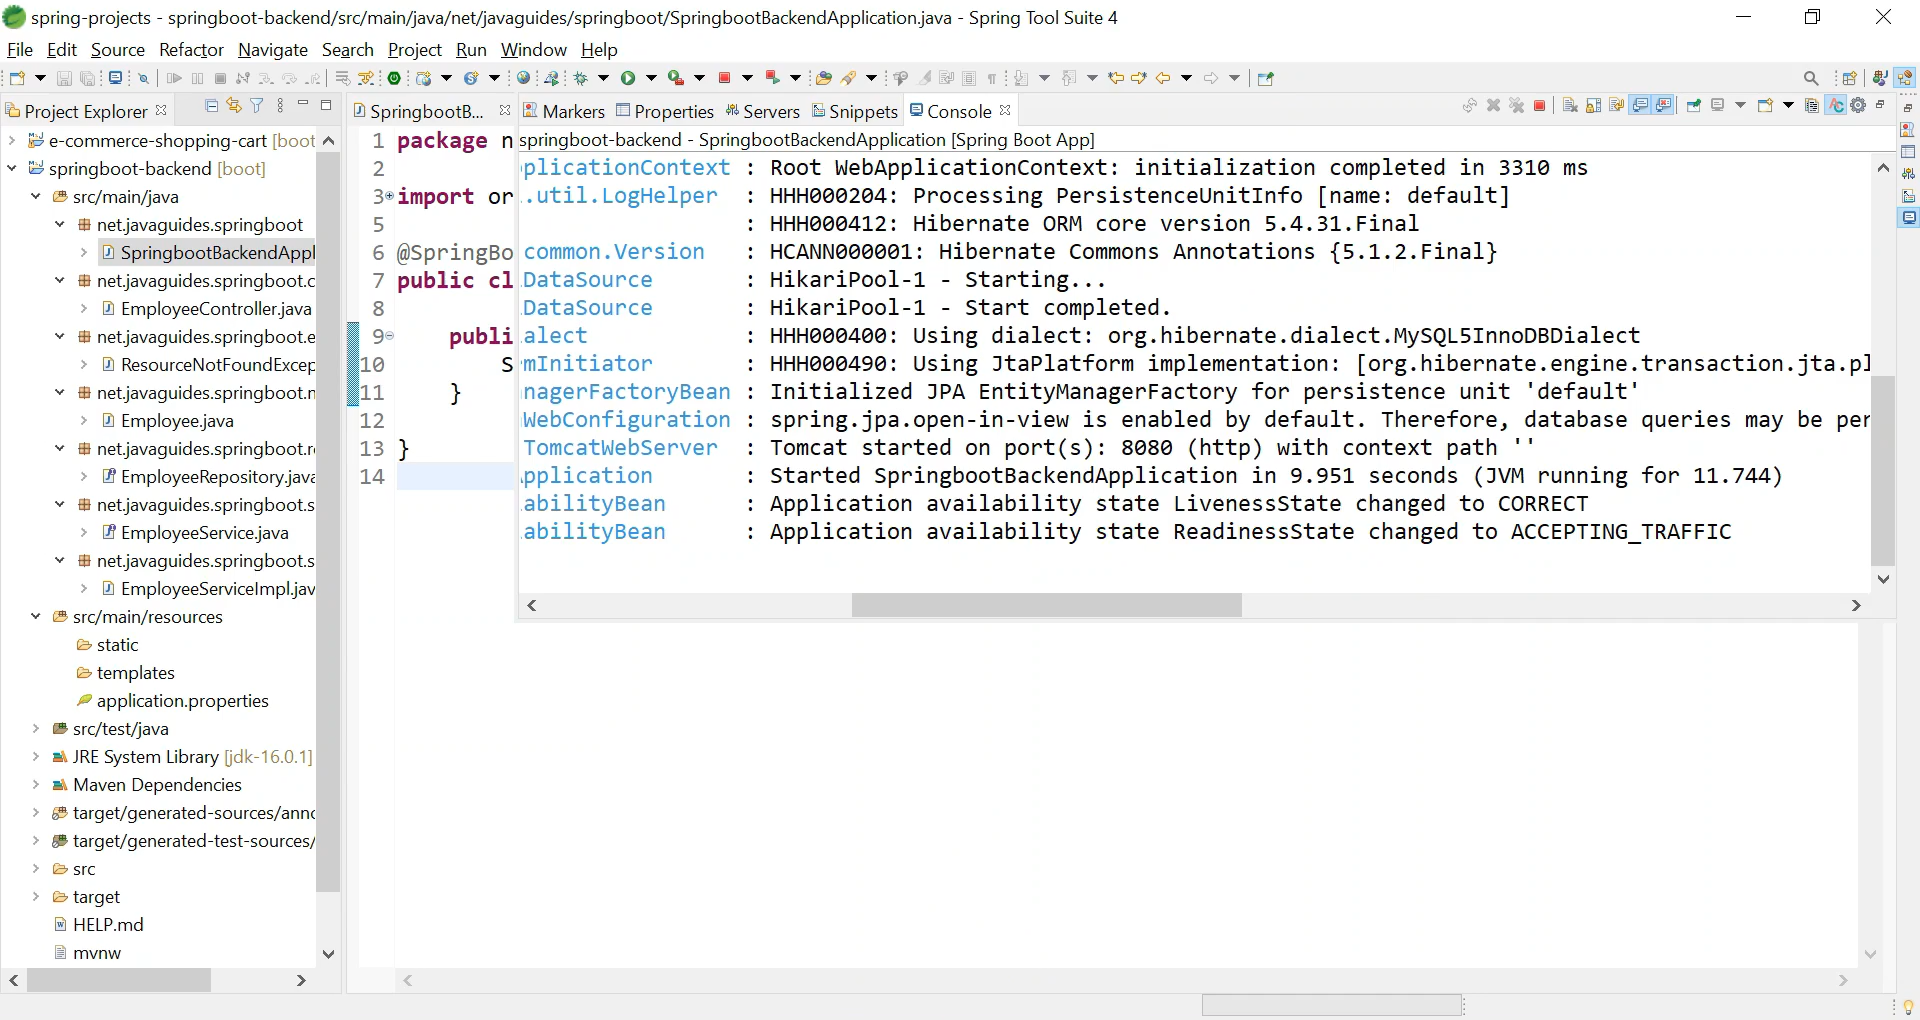 spring-projects - springboot-backend/src/main/java/net/javaguides/springboot/SpringbootBackendApplication.java - Spring Tool Suite 4
File Edit Source Refactor Navigate Search Project Run Window Help
Project Explorer
e-commerce-shopping-cart [boot
springboot-backend [boot]
src/main/java
net.javaguides.springboot
SpringbootBackendAppl
net.javaguides.springboot.c
EmployeeController.java
net.javaguides.springboot.e
ResourceNotFoundExcep
net.javaguides.springboot.m
Employee.java
net.javaguides.springboot.re
EmployeeRepository.java
net.javaguides.springboot.s
EmployeeService.java
net.javaguides.springboot.s
EmployeeServiceImpl.jav
src/main/resources
static
templates
application.properties
src/test/java
JRE System Library [jdk-16.0.1]
Maven Dependencies
target/generated-sources/anno
target/generated-test-sources/
src
target
HELP.md
mvnw
SpringbootB...
1 package n
2
3 import or
5
6 @SpringBo
7 public cl
8
9 publi
10 S
11 }
12
13 }
14
Markers Properties Servers Snippets Console
springboot-backend - SpringbootBackendApplication [Spring Boot App]
plicationContext : Root WebApplicationContext: initialization completed in 3310 ms
.util.LogHelper : HHH000204: Processing PersistenceUnitInfo [name: default]
: HHH000412: Hibernate ORM core version 5.4.31.Final
common.Version : HCANN000001: Hibernate Commons Annotations {5.1.2.Final}
DataSource : HikariPool-1 - Starting...
DataSource : HikariPool-1 - Start completed.
alect : HHH000400: Using dialect: org.hibernate.dialect.MySQL5InnoDBDialect
mInitiator : HHH000490: Using JtaPlatform implementation: [org.hibernate.engine.transaction.jta.pl
nagerFactoryBean : Initialized JPA EntityManagerFactory for persistence unit 'default'
WebConfiguration : spring.jpa.open-in-view is enabled by default. Therefore, database queries may be per
TomcatWebServer : Tomcat started on port(s): 8080 (http) with context path ''
pplication : Started SpringbootBackendApplication in 9.951 seconds (JVM running for 11.744)
abilityBean : Application availability state LivenessState changed to CORRECT
abilityBean : Application availability state ReadinessState changed to ACCEPTING_TRAFFIC